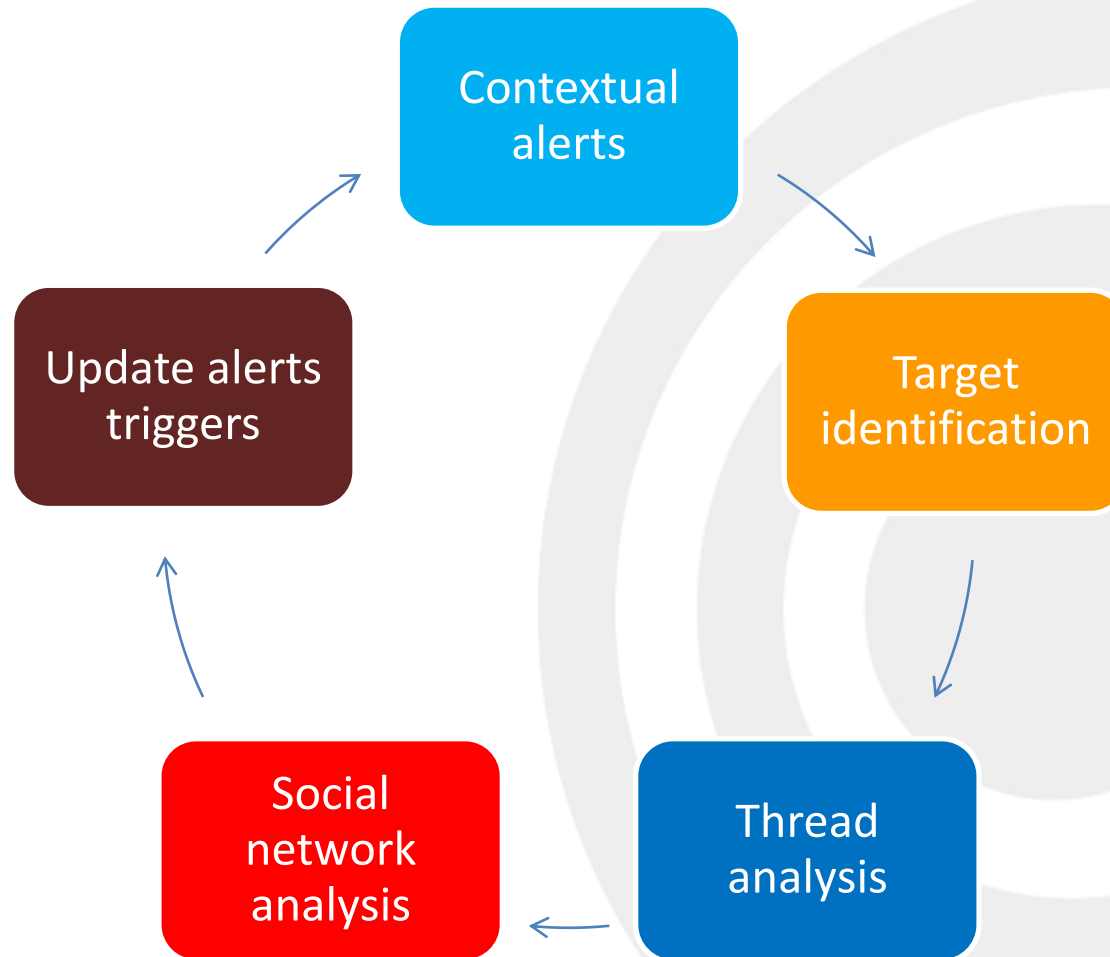 Contextual
alerts
Target
identification
Thread
analysis
Social
network
analysis
Update alerts
triggers